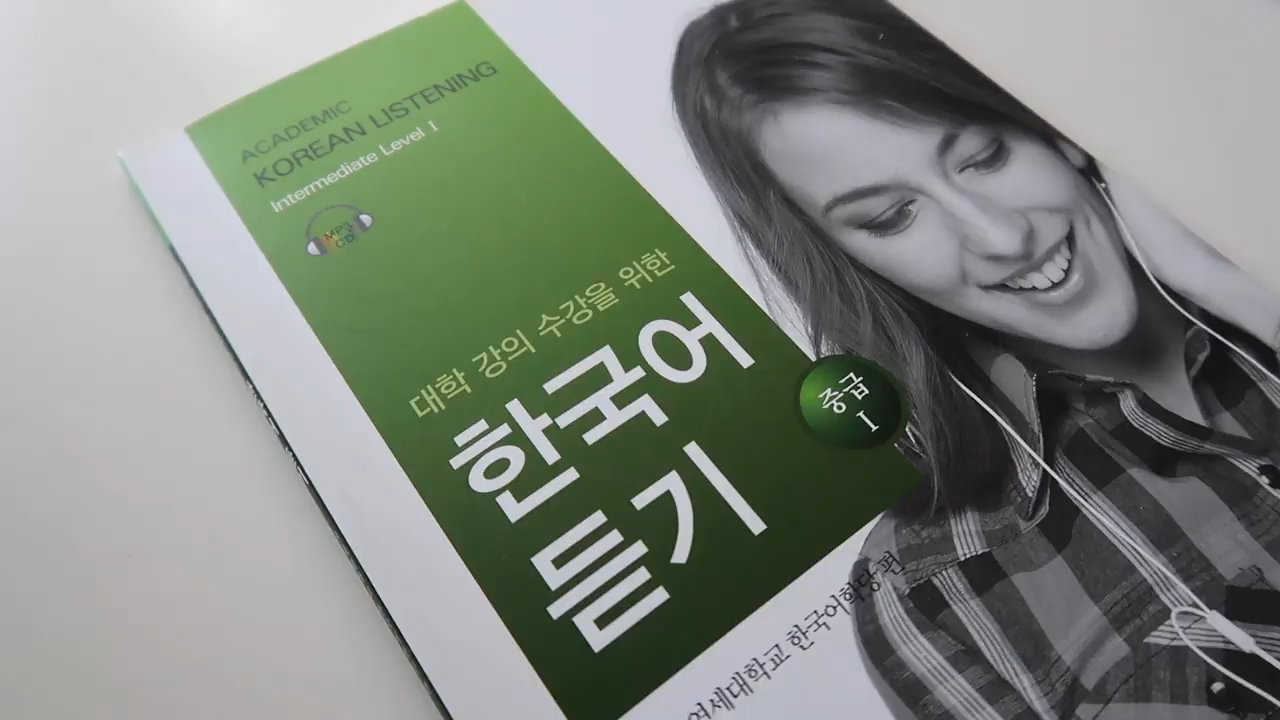 ACADEMIC
KOREAN LISTENING
Intermediate Level I
MP3
CD
대학 강의 수강을 위한
한국어
듣기
중급
I
연세대학교 한국어학당 편